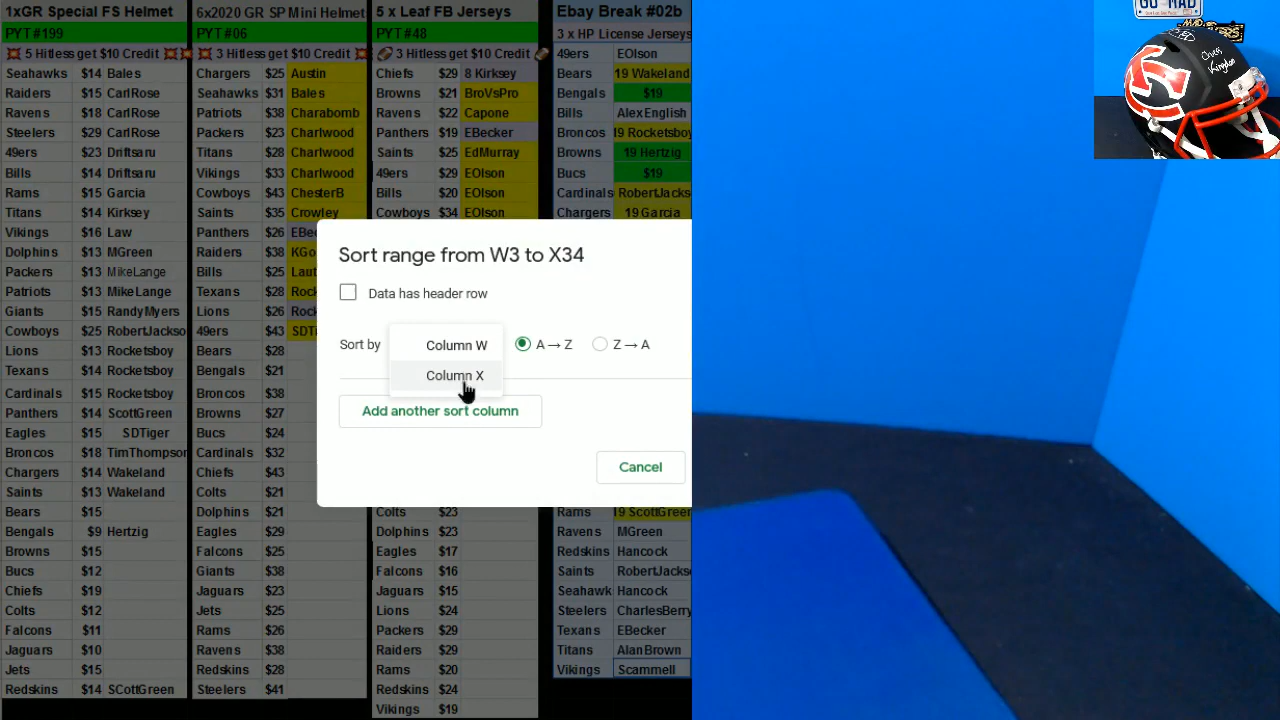 1xGR Special FS Helmet
PYT #199
5 Hitless get $10 Credit
Seahawks $14 Bales
Raiders $15 CarlRose
Ravens $18 CarlRose
Steelers $29 CarlRose
49ers $23 Driftsaru
Bills $14 Driftsaru
Rams $15 Garcia
Titans $14 Kirksey
Vikings $16 Law
Dolphins $13 MGreen
Packers $13 MikeLange
Patriots $13 MikeLange
Giants $15 RandyMyers
Cowboys $25 RobertJackso
Lions $13 Rocketsboy
Texans $14 Rocketsboy
Cardinals $15 Rocketsboy
Panthers $14 ScottGreen
Eagles $15 SDTiger
Broncos $18 TimThompson
Chargers $14 Wakeland
Saints $13 Wakeland
Bears $15
Bengals $9 Hertzig
Browns $15
Bucs $12
Chiefs $19
Colts $12
Falcons $11
Jaguars $10
Jets $15
Redskins $14 SCottGreen
6x2020 GR SP Mini Helmet
PYT #06
3 Hitless get $10 Credit
Chargers $25 Austin
Seahawks $31 Bales
Patriots $38 Charabomb
Packers $23 Charlwood
Titans $28 Charlwood
Vikings $33 Charlwood
Cowboys $43 ChesterB
Saints $35 Crowley
Panthers $26 EBe
Raiders $38 KGo
Bills $25 Laut
Texans $28 Rock
Lions $26 Rock
49ers $43 SDTi
Bears $28
Bengals $21
Broncos $38
Browns $27
Bucs $24
Cardinals $32
Chiefs $43
Colts $21
Dolphins $21
Eagles $29
Falcons $25
Giants $38
Jaguars $23
Jets $25
Rams $26
Ravens $38
Redskins $28
Steelers $41
5 x Leaf FB Jerseys
PYT #48
3 Hitless get $10 Credit
Chiefs $29 8 Kirksey
Browns $21 BroVsPro
Ravens $22 Capone
Panthers $19 EBecker
Saints $25 EdMurray
49ers $29 EOlson
Bills $20 EOlson
Cowboys $34 EOlson
Colts $23
Dolphins $23
Eagles $17
Falcons $16
Jaguars $15
Lions $24
Packers $29
Raiders $29
Rams $20
Redskins $24
Vikings $19
Ebay Break #02b
3 x HP License Jerseys
49ers EOlson
Bears 19 Wakeland
Bengals $19
Bills AlexEnglish
Broncos 19 Rocketsboy
Browns 19 Hertzig
Bucs $19
Cardinals RobertJacks
Chargers 19 Garcia
Rams 19 ScottGreen
Ravens MGreen
Redskins Hancock
Saints RobertJacks
Seahawk Hancock
Steelers CharlesBerry
Texans EBecker
Titans AlanBrown
Vikings Scammell
Sort range from W3 to X34
Data has header row
Sort by
Column W
Column X
A → Z
Z → A
Add another sort column
Cancel
GO MAD
Chess